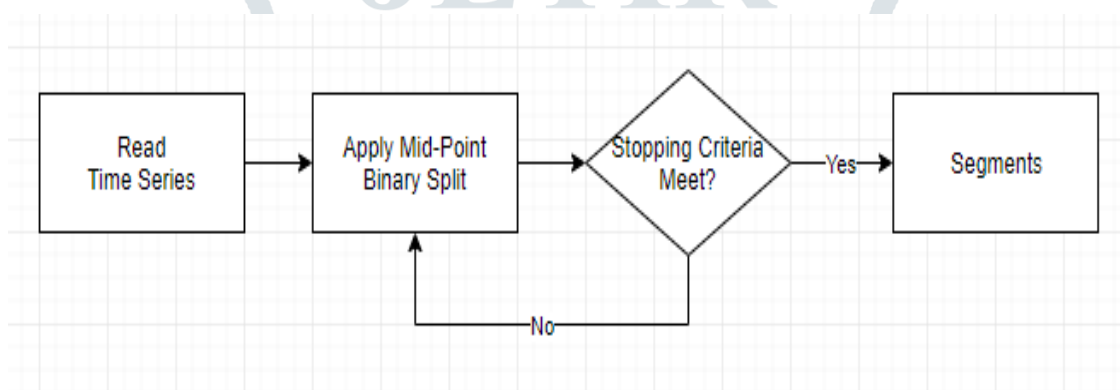 Read
Time Series
Apply Mid-Point
Binary Split
Stopping Criteria
Meet?
Yes
Segments
No